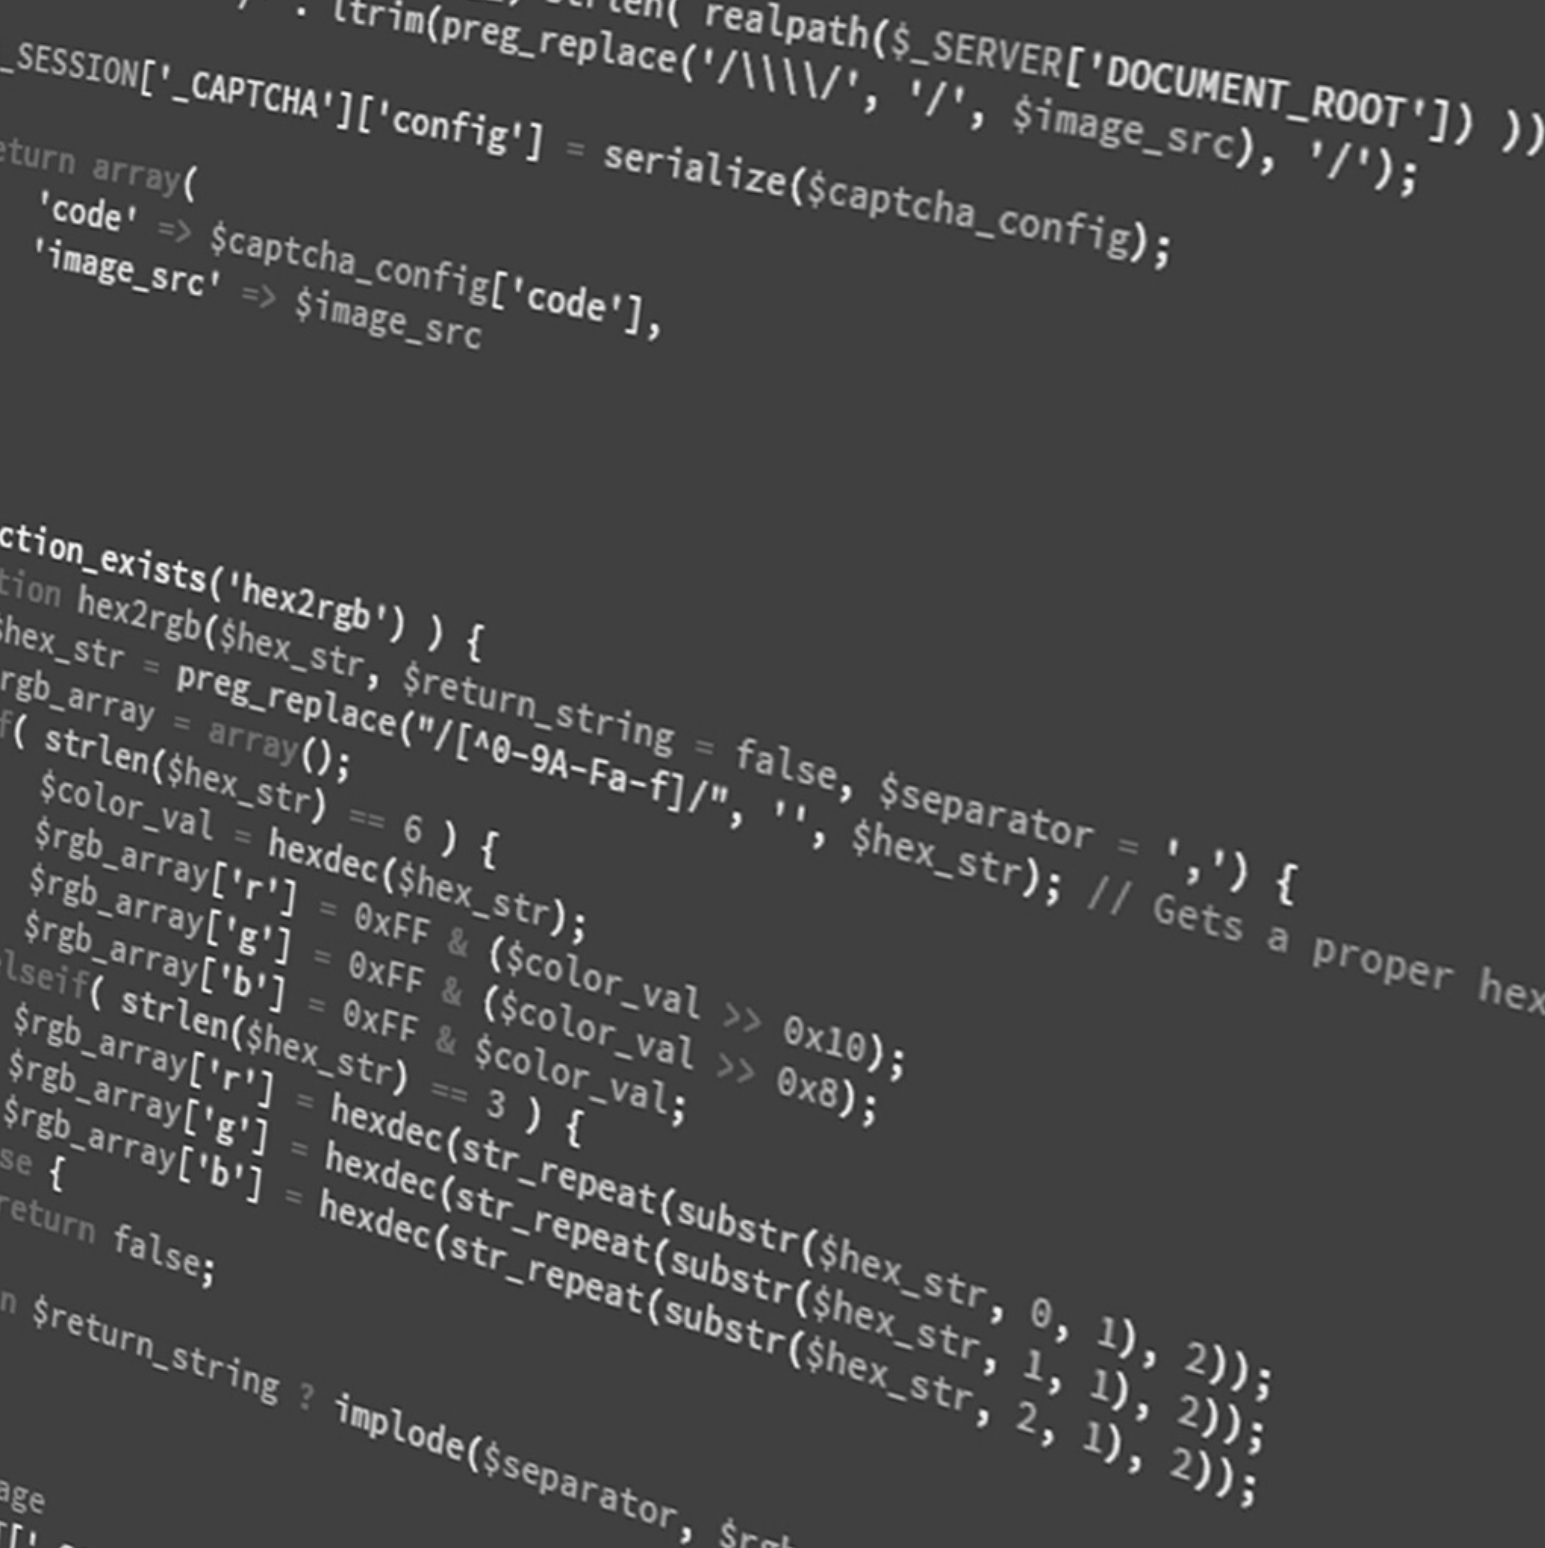 strlen( realpath($_SERVER['DOCUMENT_ROOT']) ))
. ltrim(preg_replace('/\\\\/', '/', $image_src), '/');
_SESSION['_CAPTCHA']['config'] = serialize($captcha_config);
eturn array(
'code' => $captcha_config['code'],
'image_src' => $image_src
ction_exists('hex2rgb') ) {
tion hex2rgb($hex_str, $return_string = false, $separator = ',') {
$hex_str = preg_replace("/[^0-9A-Fa-f]/", '', $hex_str); // Gets a proper hex
rgb_array = array();
f( strlen($hex_str) == 6 ) {
$color_val = hexdec($hex_str);
$rgb_array['r'] = 0xFF & ($color_val >> 0x10);
$rgb_array['g'] = 0xFF & ($color_val >> 0x8);
$rgb_array['b'] = 0xFF & $color_val;
lseif( strlen($hex_str) == 3 ) {
$rgb_array['r'] = hexdec(str_repeat(substr($hex_str, 0, 1), 2));
$rgb_array['g'] = hexdec(str_repeat(substr($hex_str, 1, 1), 2));
$rgb_array['b'] = hexdec(str_repeat(substr($hex_str, 2, 1), 2));
se {
return false;
n $return_string ? implode($separator, $rgb
age